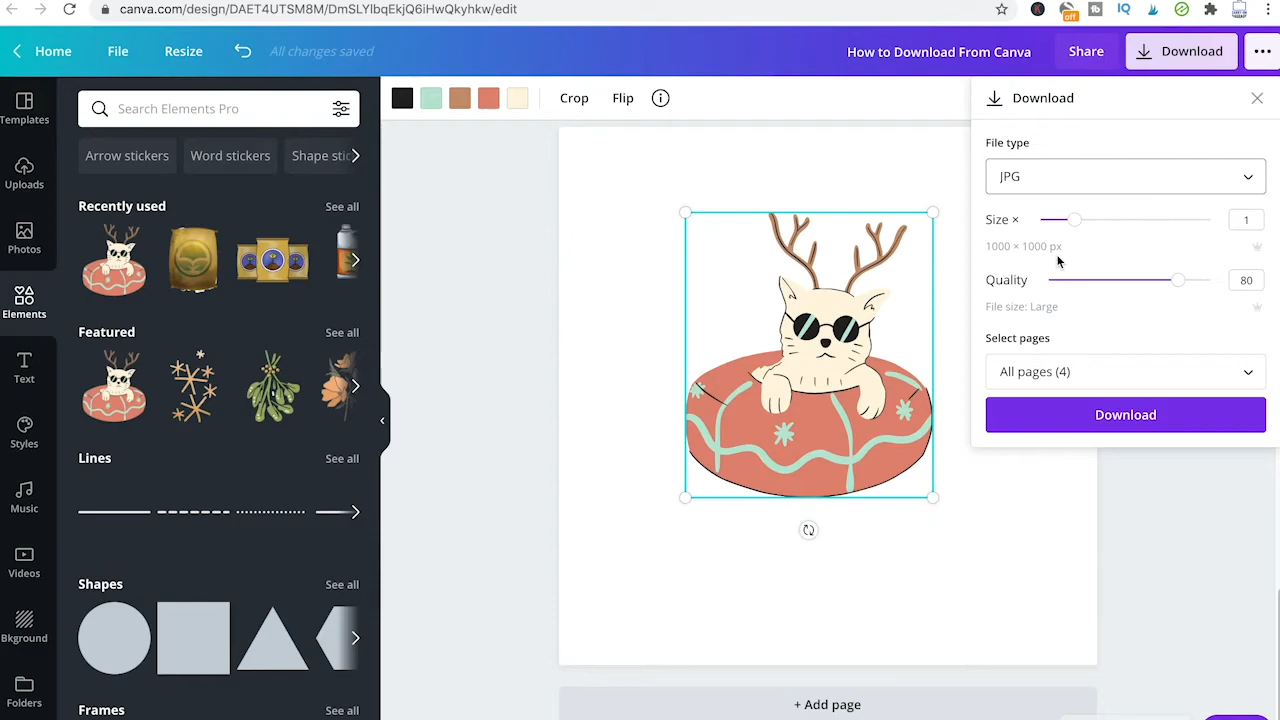 canva.com/design/DAET4UTSM8M/DmSLYIbqEkjQ6iHwQkyhkw/edit
off
IQ
Home
File
Resize
All changes saved
How to Download From Canva
Share
Download
Templates
Uploads
Photos
Elements
Text
Styles
Music
Videos
Bkground
Folders
Search Elements Pro
Arrow stickers
Word stickers
Shape stic
Recently used
See all
Featured
See all
Lines
See all
Shapes
See all
Frames
See all
Crop
Flip
+ Add page
Download
File type
JPG
Size ×
1
1000 × 1000 px
Quality
80
File size: Large
Select pages
All pages (4)
Download